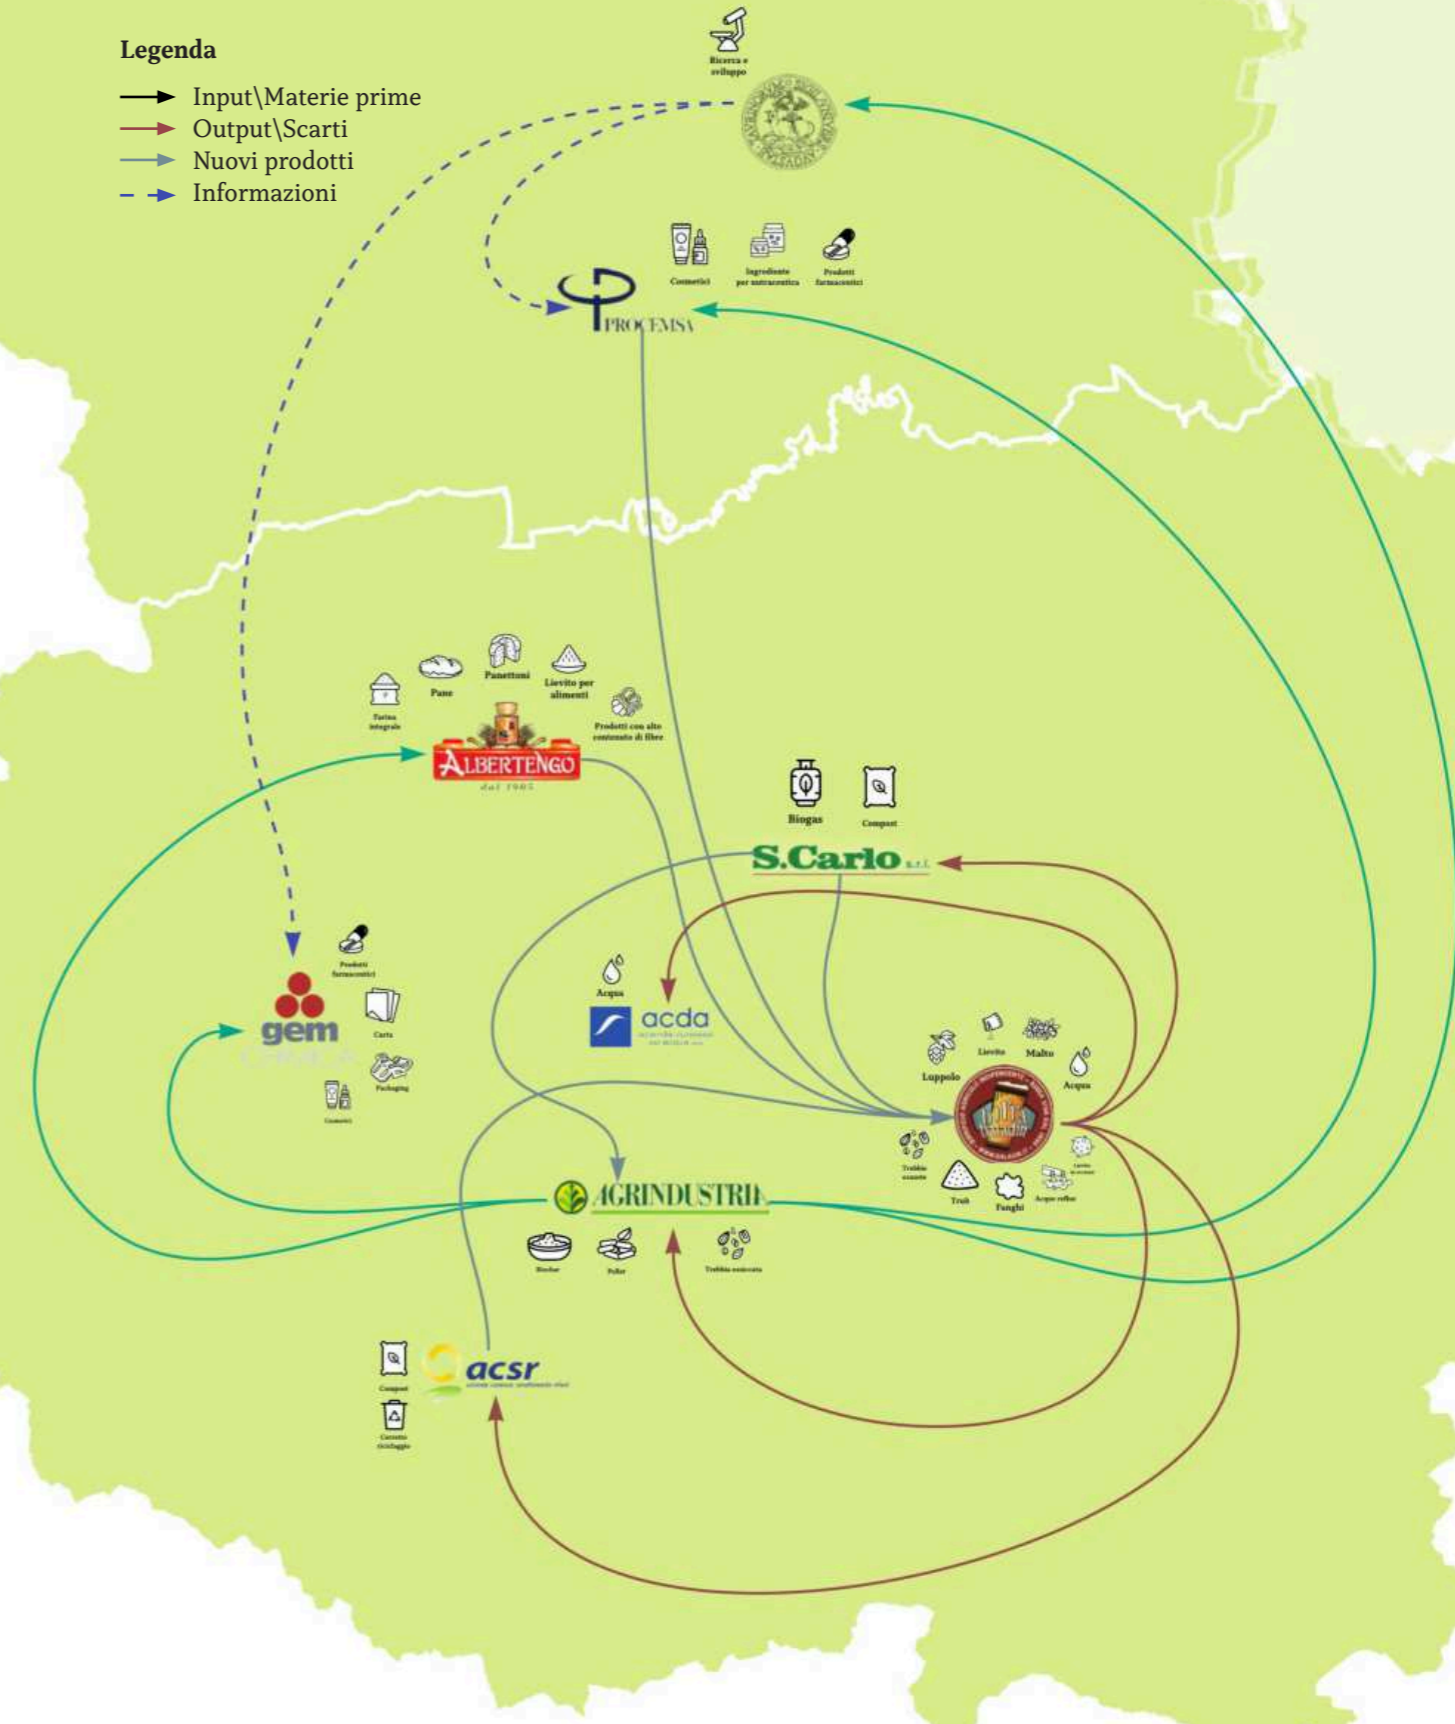 Legenda
Input\Materie prime
Output\Scarti
Nuovi prodotti
Informazioni
Ricerca e
sviluppo
Cosmetici
Ingrediente
per nutraceutica
Prodotti
farmaceutici
PROCEMSA
Farina
integrale
Pane
Panettoni
Lievito per
alimenti
Prodotti con alto
contenuto di fibre
ALBERTENGO
dal 1905
Biogas
Compost
S.Carlo s.r.l.
Prodotti
farmaceutici
gem
Carta
Packaging
Cosmetici
Acqua
acda
Luppolo
Lievito
Malto
Acqua
Trebbie
Trub
Fanghi
Acque reflue
AGRINDUSTRIA
Biochar
Pellet
Trebbia essiccata
Compost
acsr
Corretto
riciclaggio